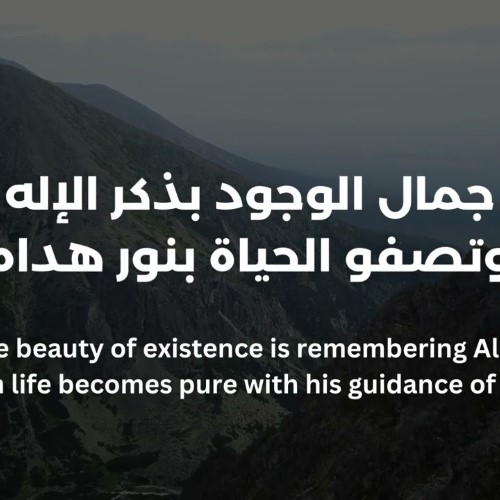 جمال الوجود بذكر الإله
وتصفو الحياة بنور هداه
beauty of existence is remembering
life becomes pure with his guidance of